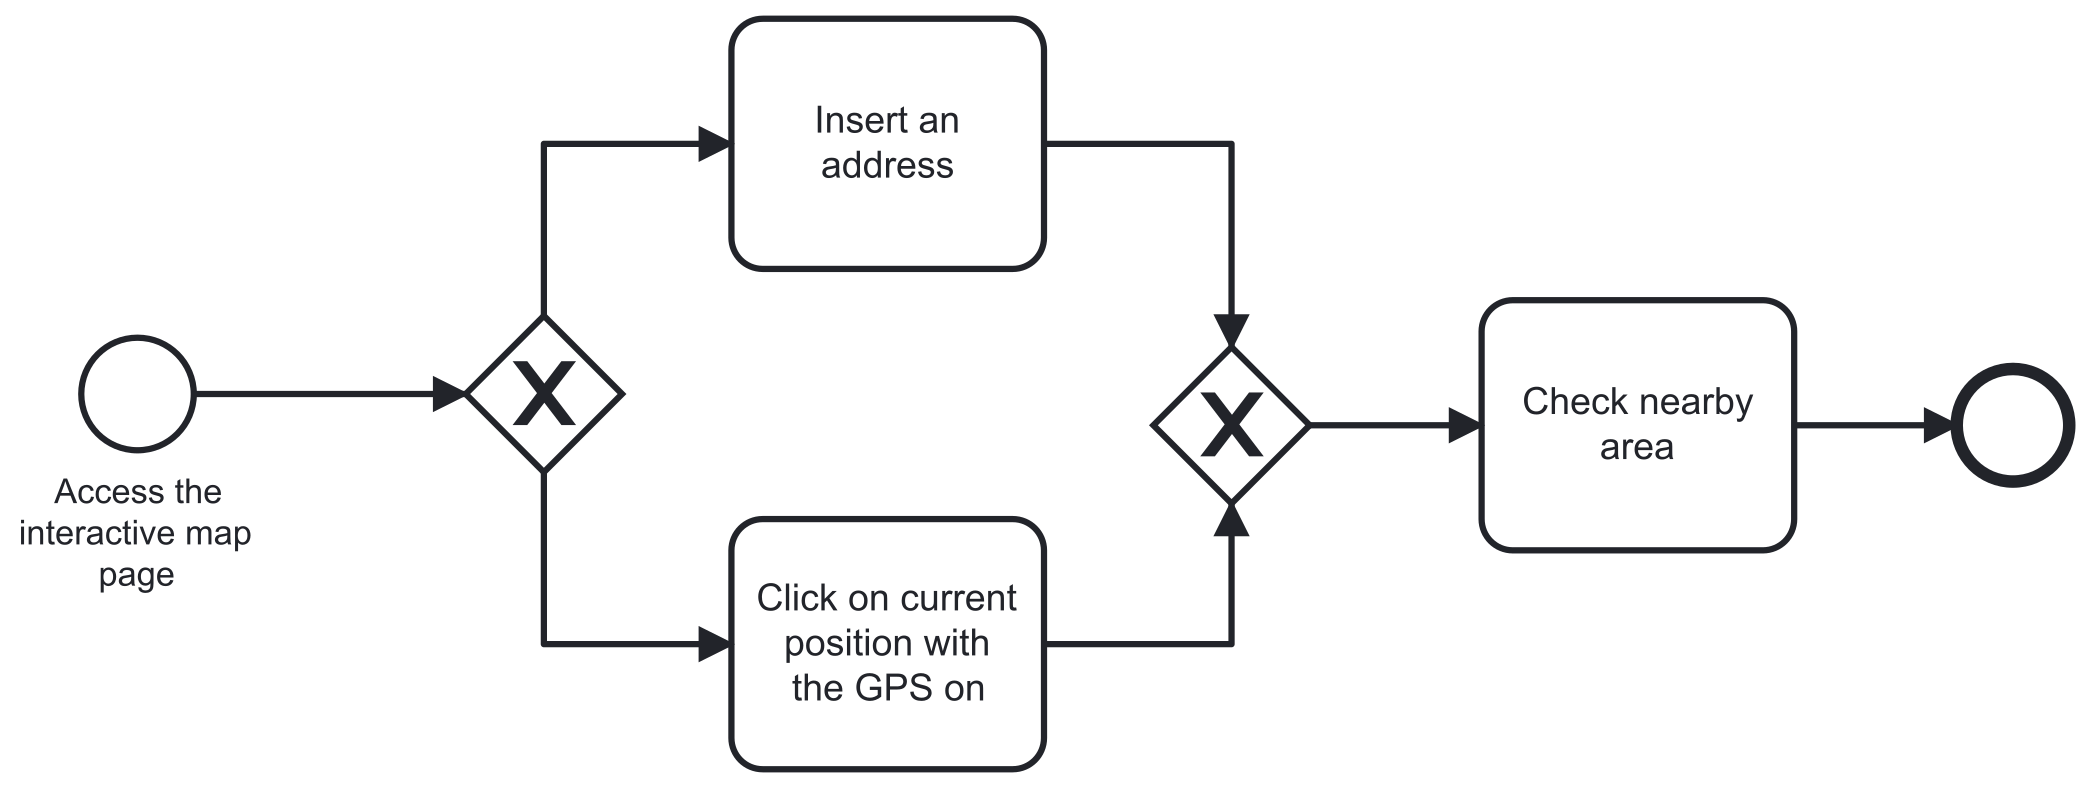 Access the
interactive map
page
X
Insert an
address
Click on current
position with
the GPS on
X
Check nearby
area